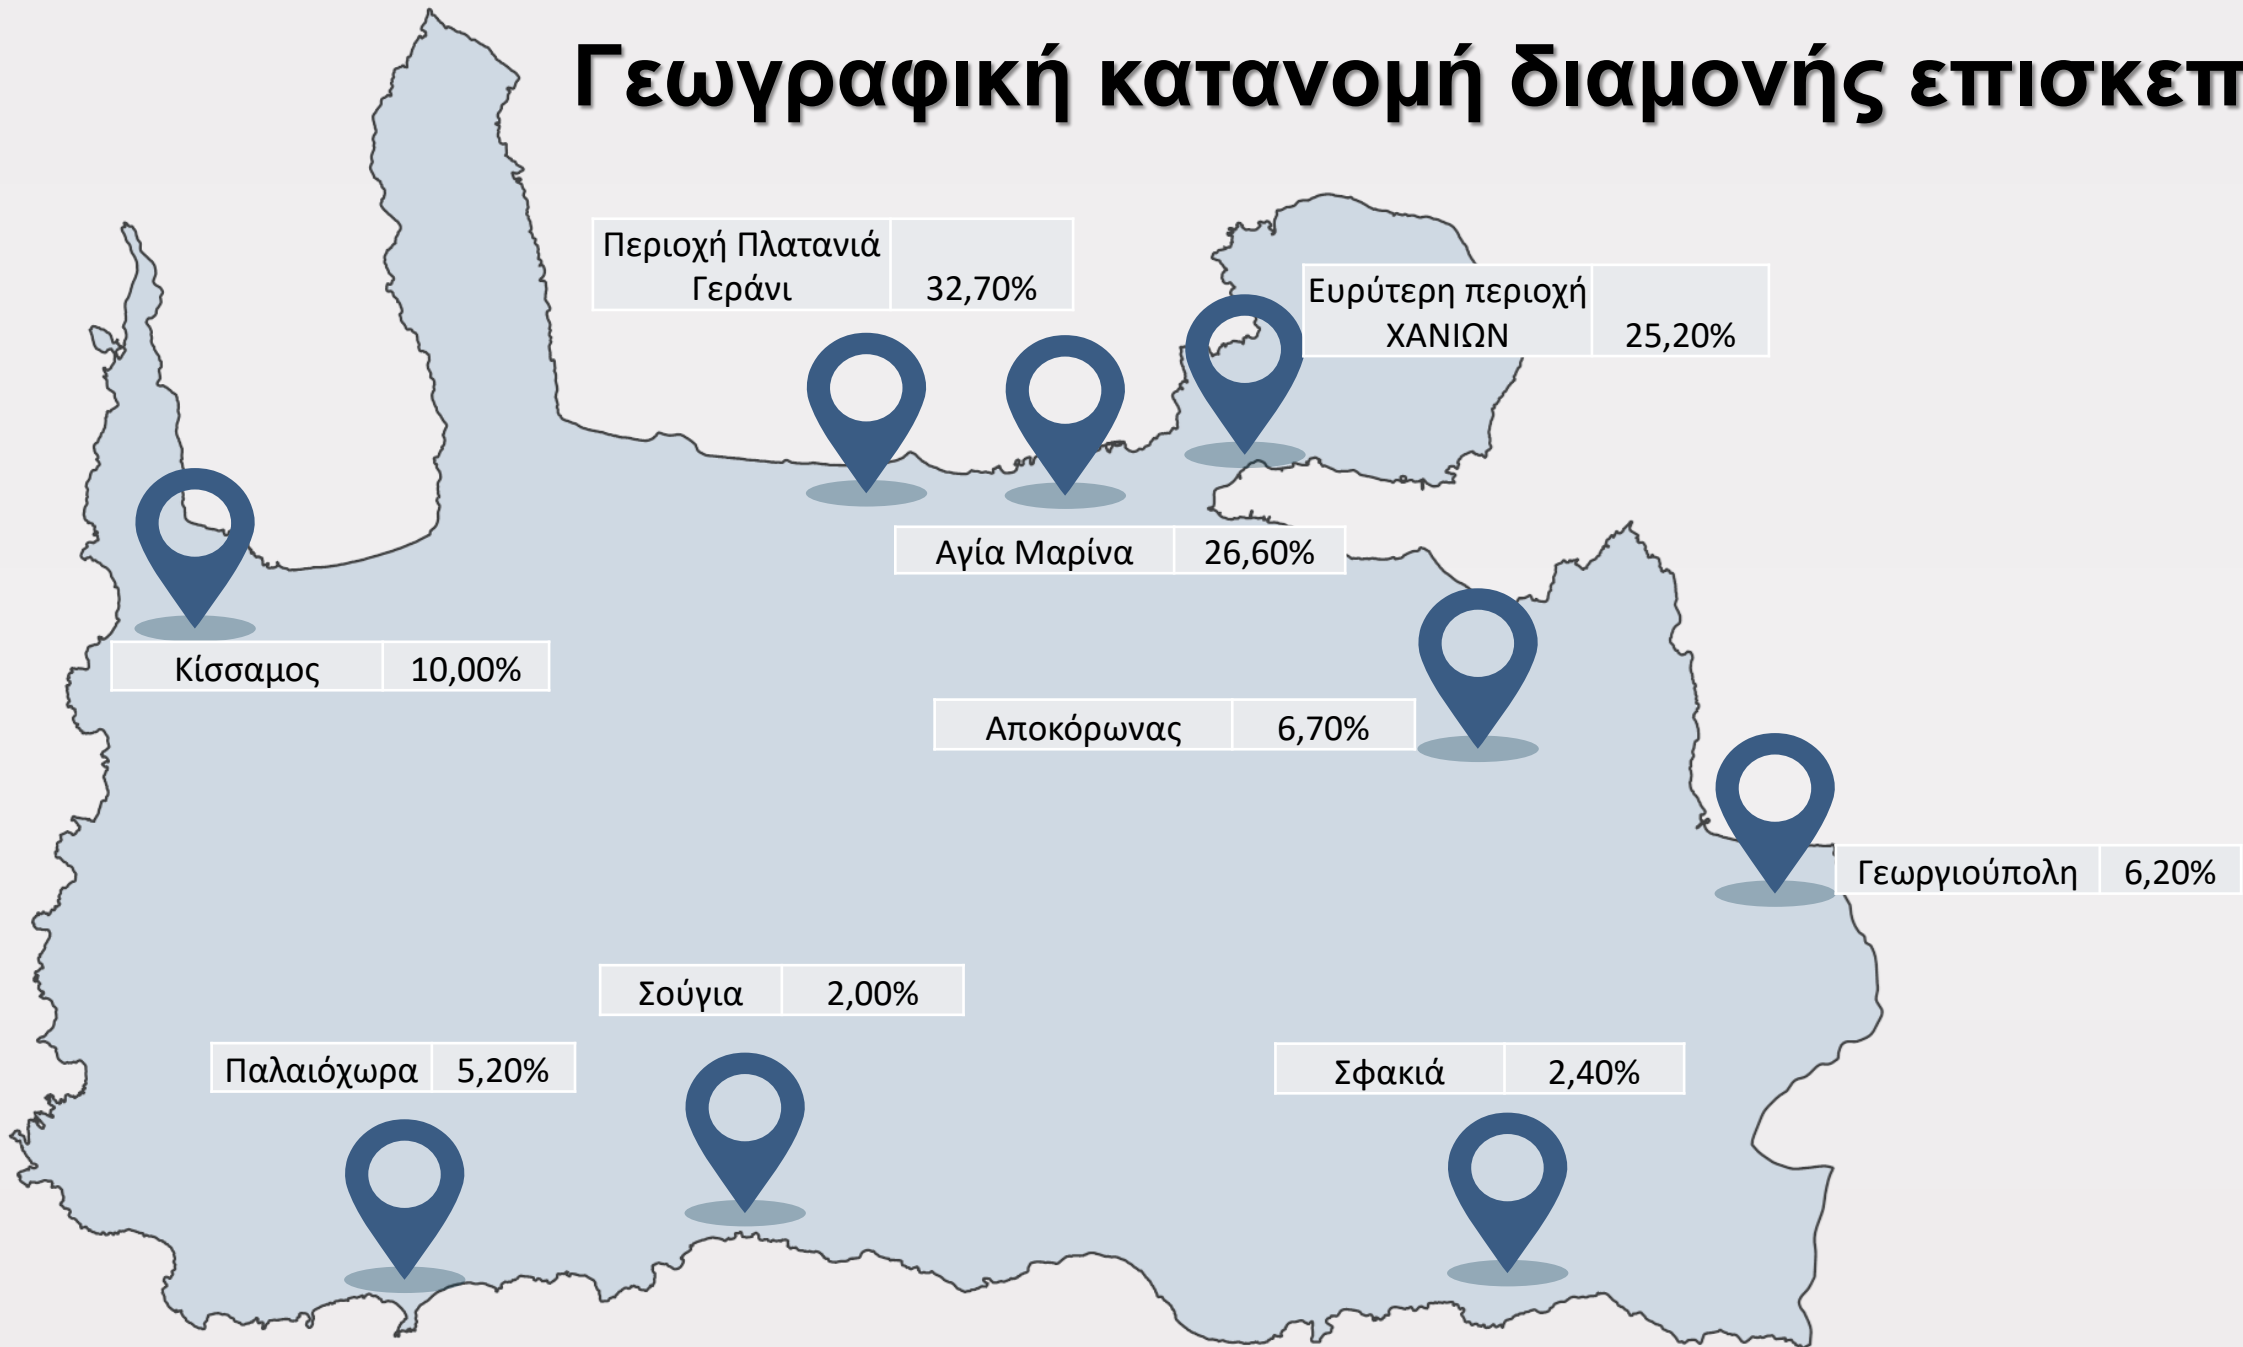 Γεωγραφική κατανομή διαμονής επισκεπ
Περιοχή Πλατανιά
Γεράνι 32,70%
Ευρύτερη περιοχή
ΧΑΝΙΩΝ 25,20%
Αγία Μαρίνα 26,60%
Κίσσαμος 10,00%
Αποκόρωνας 6,70%
Γεωργιούπολη 6,20%
Σούγια 2,00%
Παλαιόχωρα 5,20%
Σφακιά 2,40%